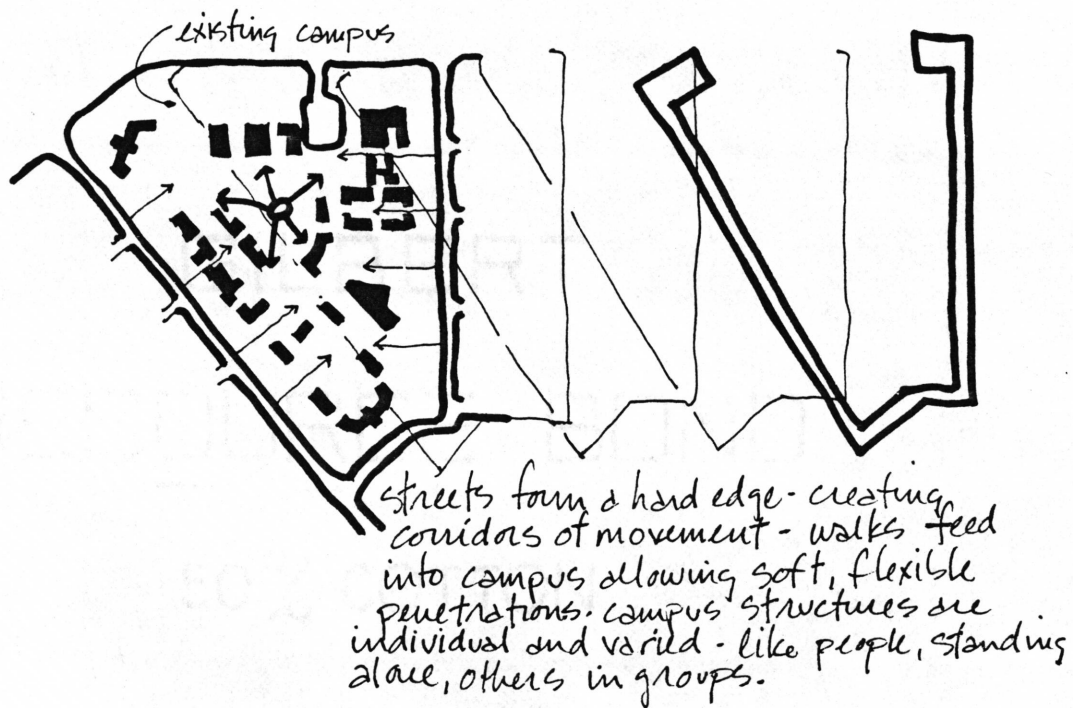 existing campus
streets form a hard edge - creating
corridors of movement - walks feed
into campus allowing soft, flexible
penetrations. campus structures are
individual and varied - like people, standing
alone, others in groups.